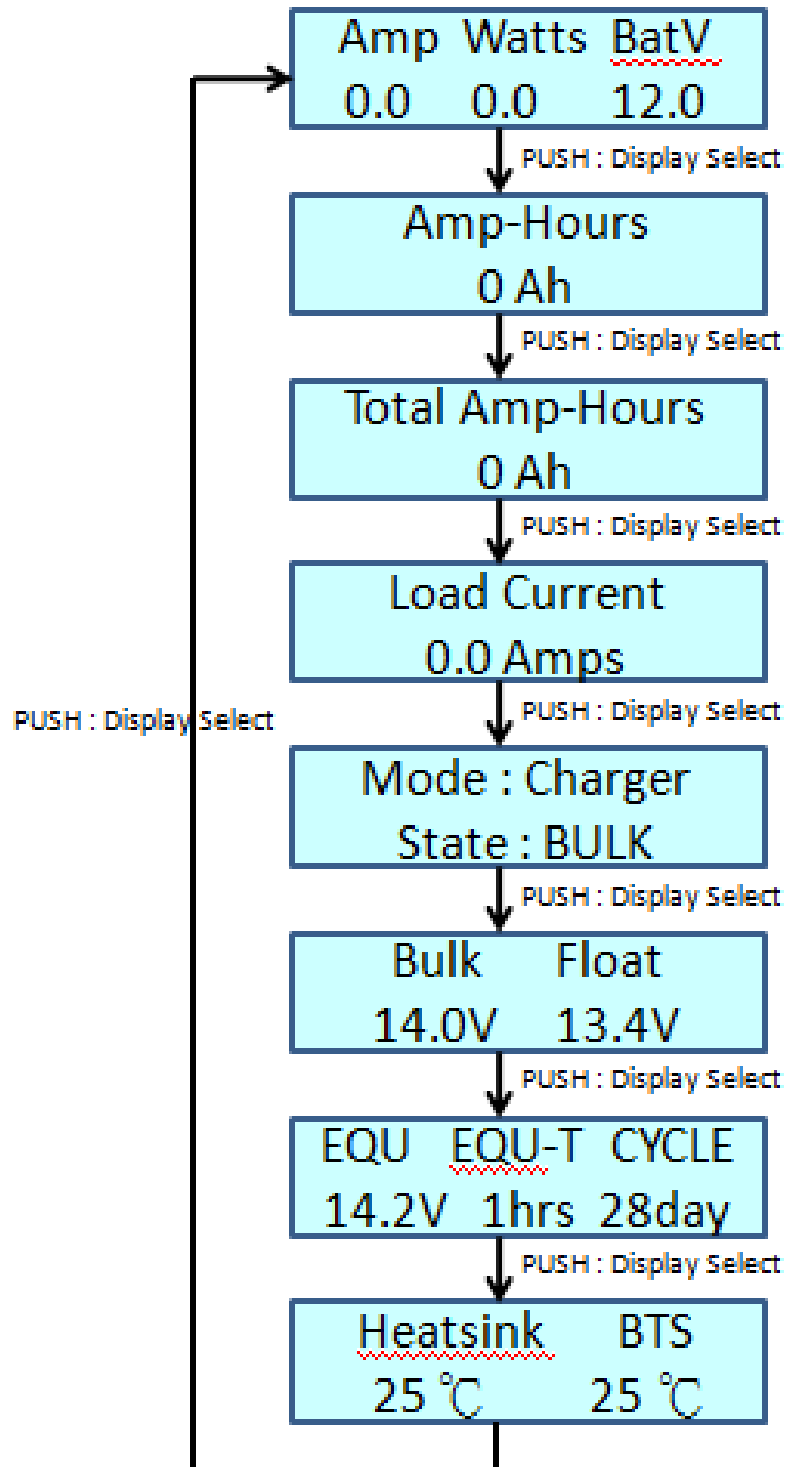 Amp Watts BatV
0.0 0.0 12.0
PUSH : Display Select
Amp-Hours
0 Ah
PUSH : Display Select
Total Amp-Hours
0 Ah
PUSH : Display Select
Load Current
0.0 Amps
PUSH : Display Select
PUSH : Display Select
Mode : Charger
State : BULK
PUSH : Display Select
Bulk Float
14.0V 13.4V
PUSH : Display Select
EQU EQU-T CYCLE
14.2V 1hrs 28day
PUSH : Display Select
Heatsink BTS
25 ℃ 25 ℃